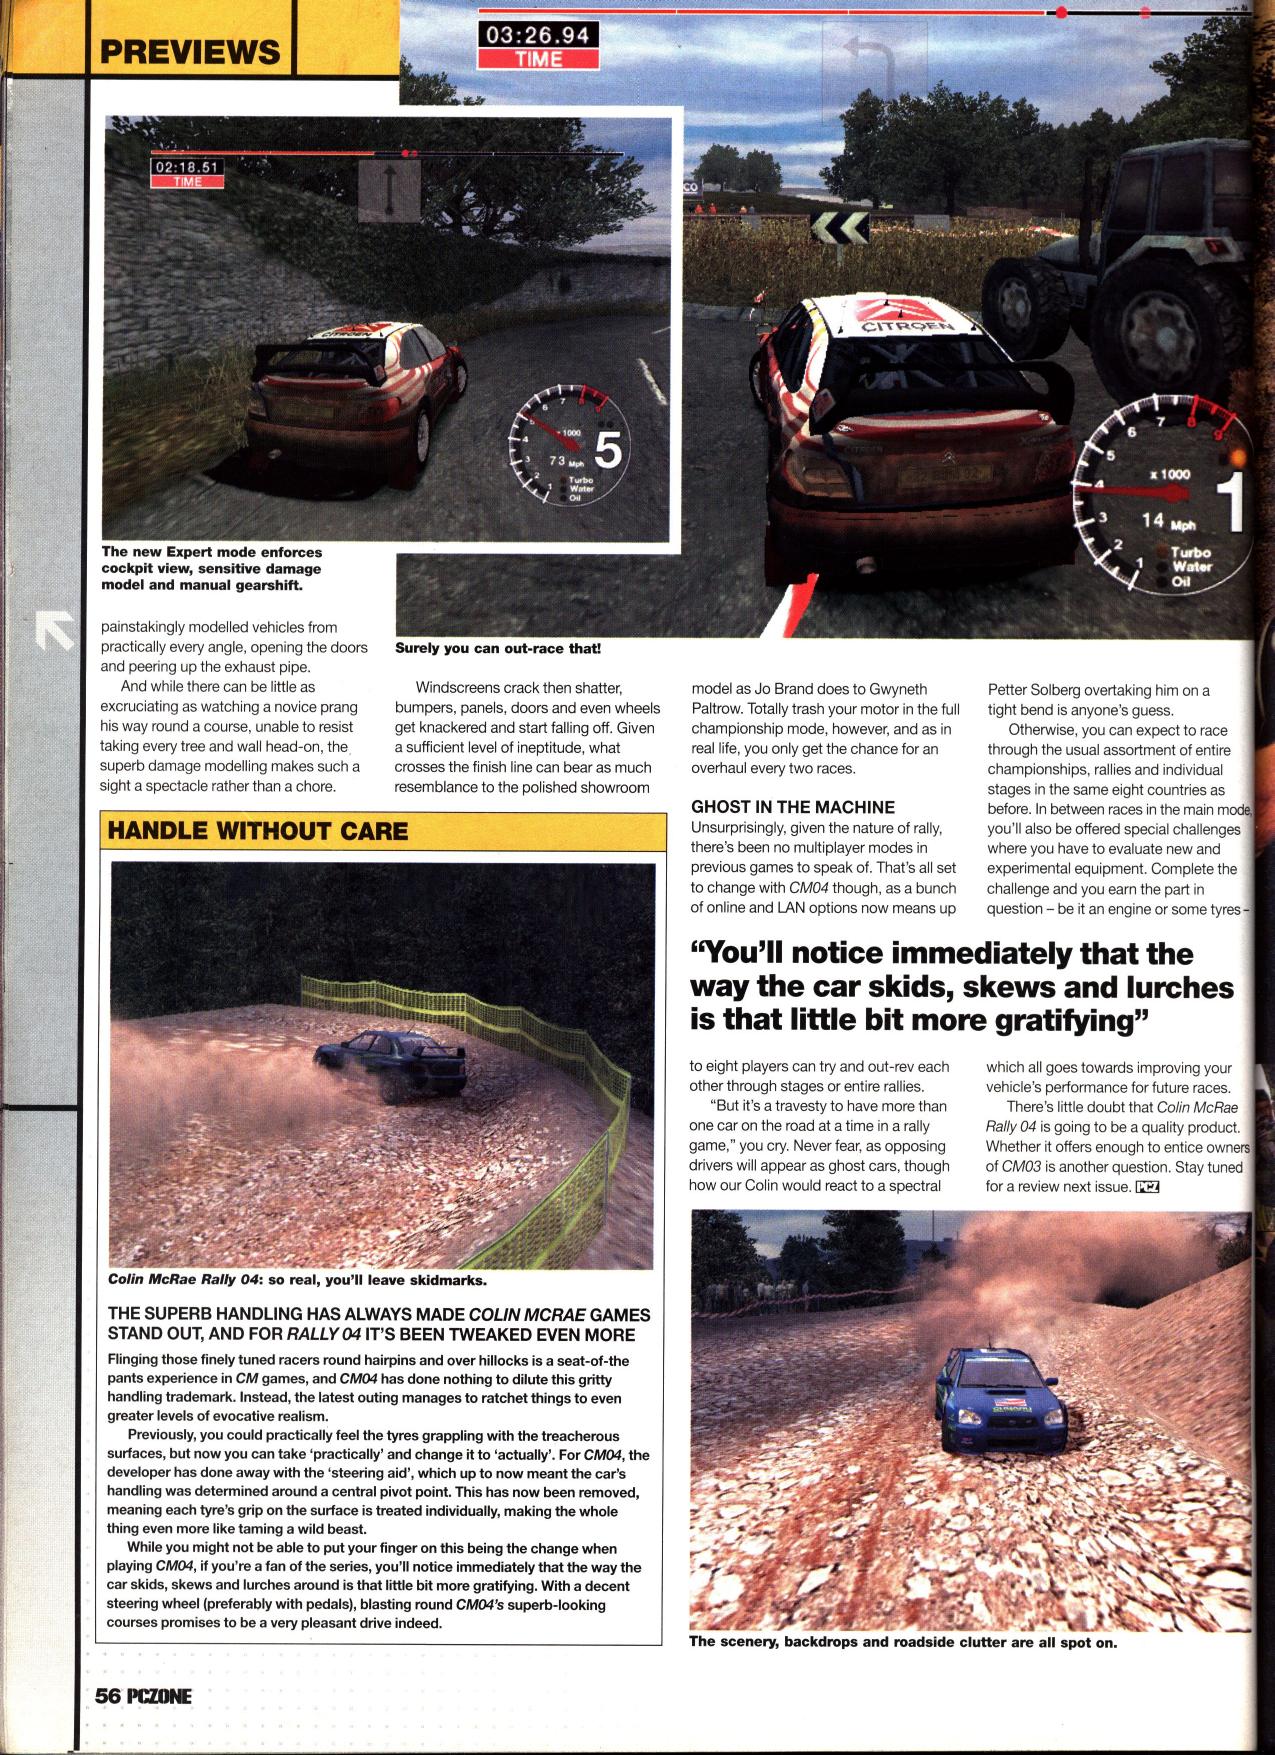 PREVIEWS
03:26.94
TIME
02:18.51
TIME
CO
CITROEN
CITROEN
4
5
6
7
8
9
x 1000
14 Mph
1
3
2
1
Turbo
Water
Oil
6
7
×1000
73 Mph
5
4
3
2
1
Turbo
Water
Oil
The new Expert mode enforces
cockpit view, sensitive damage
model and manual gearshift.
Surely you can out-race that!
painstakingly modelled vehicles from
practically every angle, opening the doors
and peering up the exhaust pipe.
And while there can be little as
excruciating as watching a novice prang
his way round a course, unable to resist
taking every tree and wall head-on, the
superb damage modelling makes such a
sight a spectacle rather than a chore.
Windscreens crack then shatter,
bumpers, panels, doors and even wheels
get knackered and start falling off. Given
a sufficient level of ineptitude, what
crosses the finish line can bear as much
resemblance to the polished showroom
model as Jo Brand does to Gwyneth
Paltrow. Totally trash your motor in the full
championship mode, however, and as in
real life, you only get the chance for an
overhaul every two races.
GHOST IN THE MACHINE
Unsurprisingly, given the nature of rally,
there's been no multiplayer modes in
previous games to speak of. That's all set
to change with CM04 though, as a bunch
of online and LAN options now means up
to eight players can try and out-rev each
other through stages or entire rallies.
"But it's a travesty to have more than
one car on the road at a time in a rally
game," you cry. Never fear, as opposing
drivers will appear as ghost cars, though
how our Colin would react to a spectral
Petter Solberg overtaking him on a
tight bend is anyone's guess.
Otherwise, you can expect to race
through the usual assortment of entire
championships, rallies and individual
stages in the same eight countries as
before. In between races in the main mode,
you'll also be offered special challenges
where you have to evaluate new and
experimental equipment. Complete the
challenge and you earn the part in
question – be it an engine or some tyres –
which all goes towards improving your
vehicle's performance for future races.
There's little doubt that Colin McRae
Rally 04 is going to be a quality product.
Whether it offers enough to entice owners
of CM03 is another question. Stay tuned
for a review next issue. PCZ
"You'll notice immediately that the
way the car skids, skews and lurches
is that little bit more gratifying"
HANDLE WITHOUT CARE
Colin McRae Rally 04: so real, you'll leave skidmarks.
THE SUPERB HANDLING HAS ALWAYS MADE COLIN MCRAE GAMES
STAND OUT, AND FOR RALLY 04 IT'S BEEN TWEAKED EVEN MORE
Flinging those finely tuned racers round hairpins and over hillocks is a seat-of-the
pants experience in CM games, and CM04 has done nothing to dilute this gritty
handling trademark. Instead, the latest outing manages to ratchet things to even
greater levels of evocative realism.
Previously, you could practically feel the tyres grappling with the treacherous
surfaces, but now you can take 'practically' and change it to 'actually'. For CM04, the
developer has done away with the 'steering aid', which up to now meant the car's
handling was determined around a central pivot point. This has now been removed,
meaning each tyre's grip on the surface is treated individually, making the whole
thing even more like taming a wild beast.
While you might not be able to put your finger on this being the change when
playing CM04, if you're a fan of the series, you'll notice immediately that the way the
car skids, skews and lurches around is that little bit more gratifying. With a decent
steering wheel (preferably with pedals), blasting round CM04's superb-looking
courses promises to be a very pleasant drive indeed.
SUBARU
The scenery, backdrops and roadside clutter are all spot on.
56 PCZONE